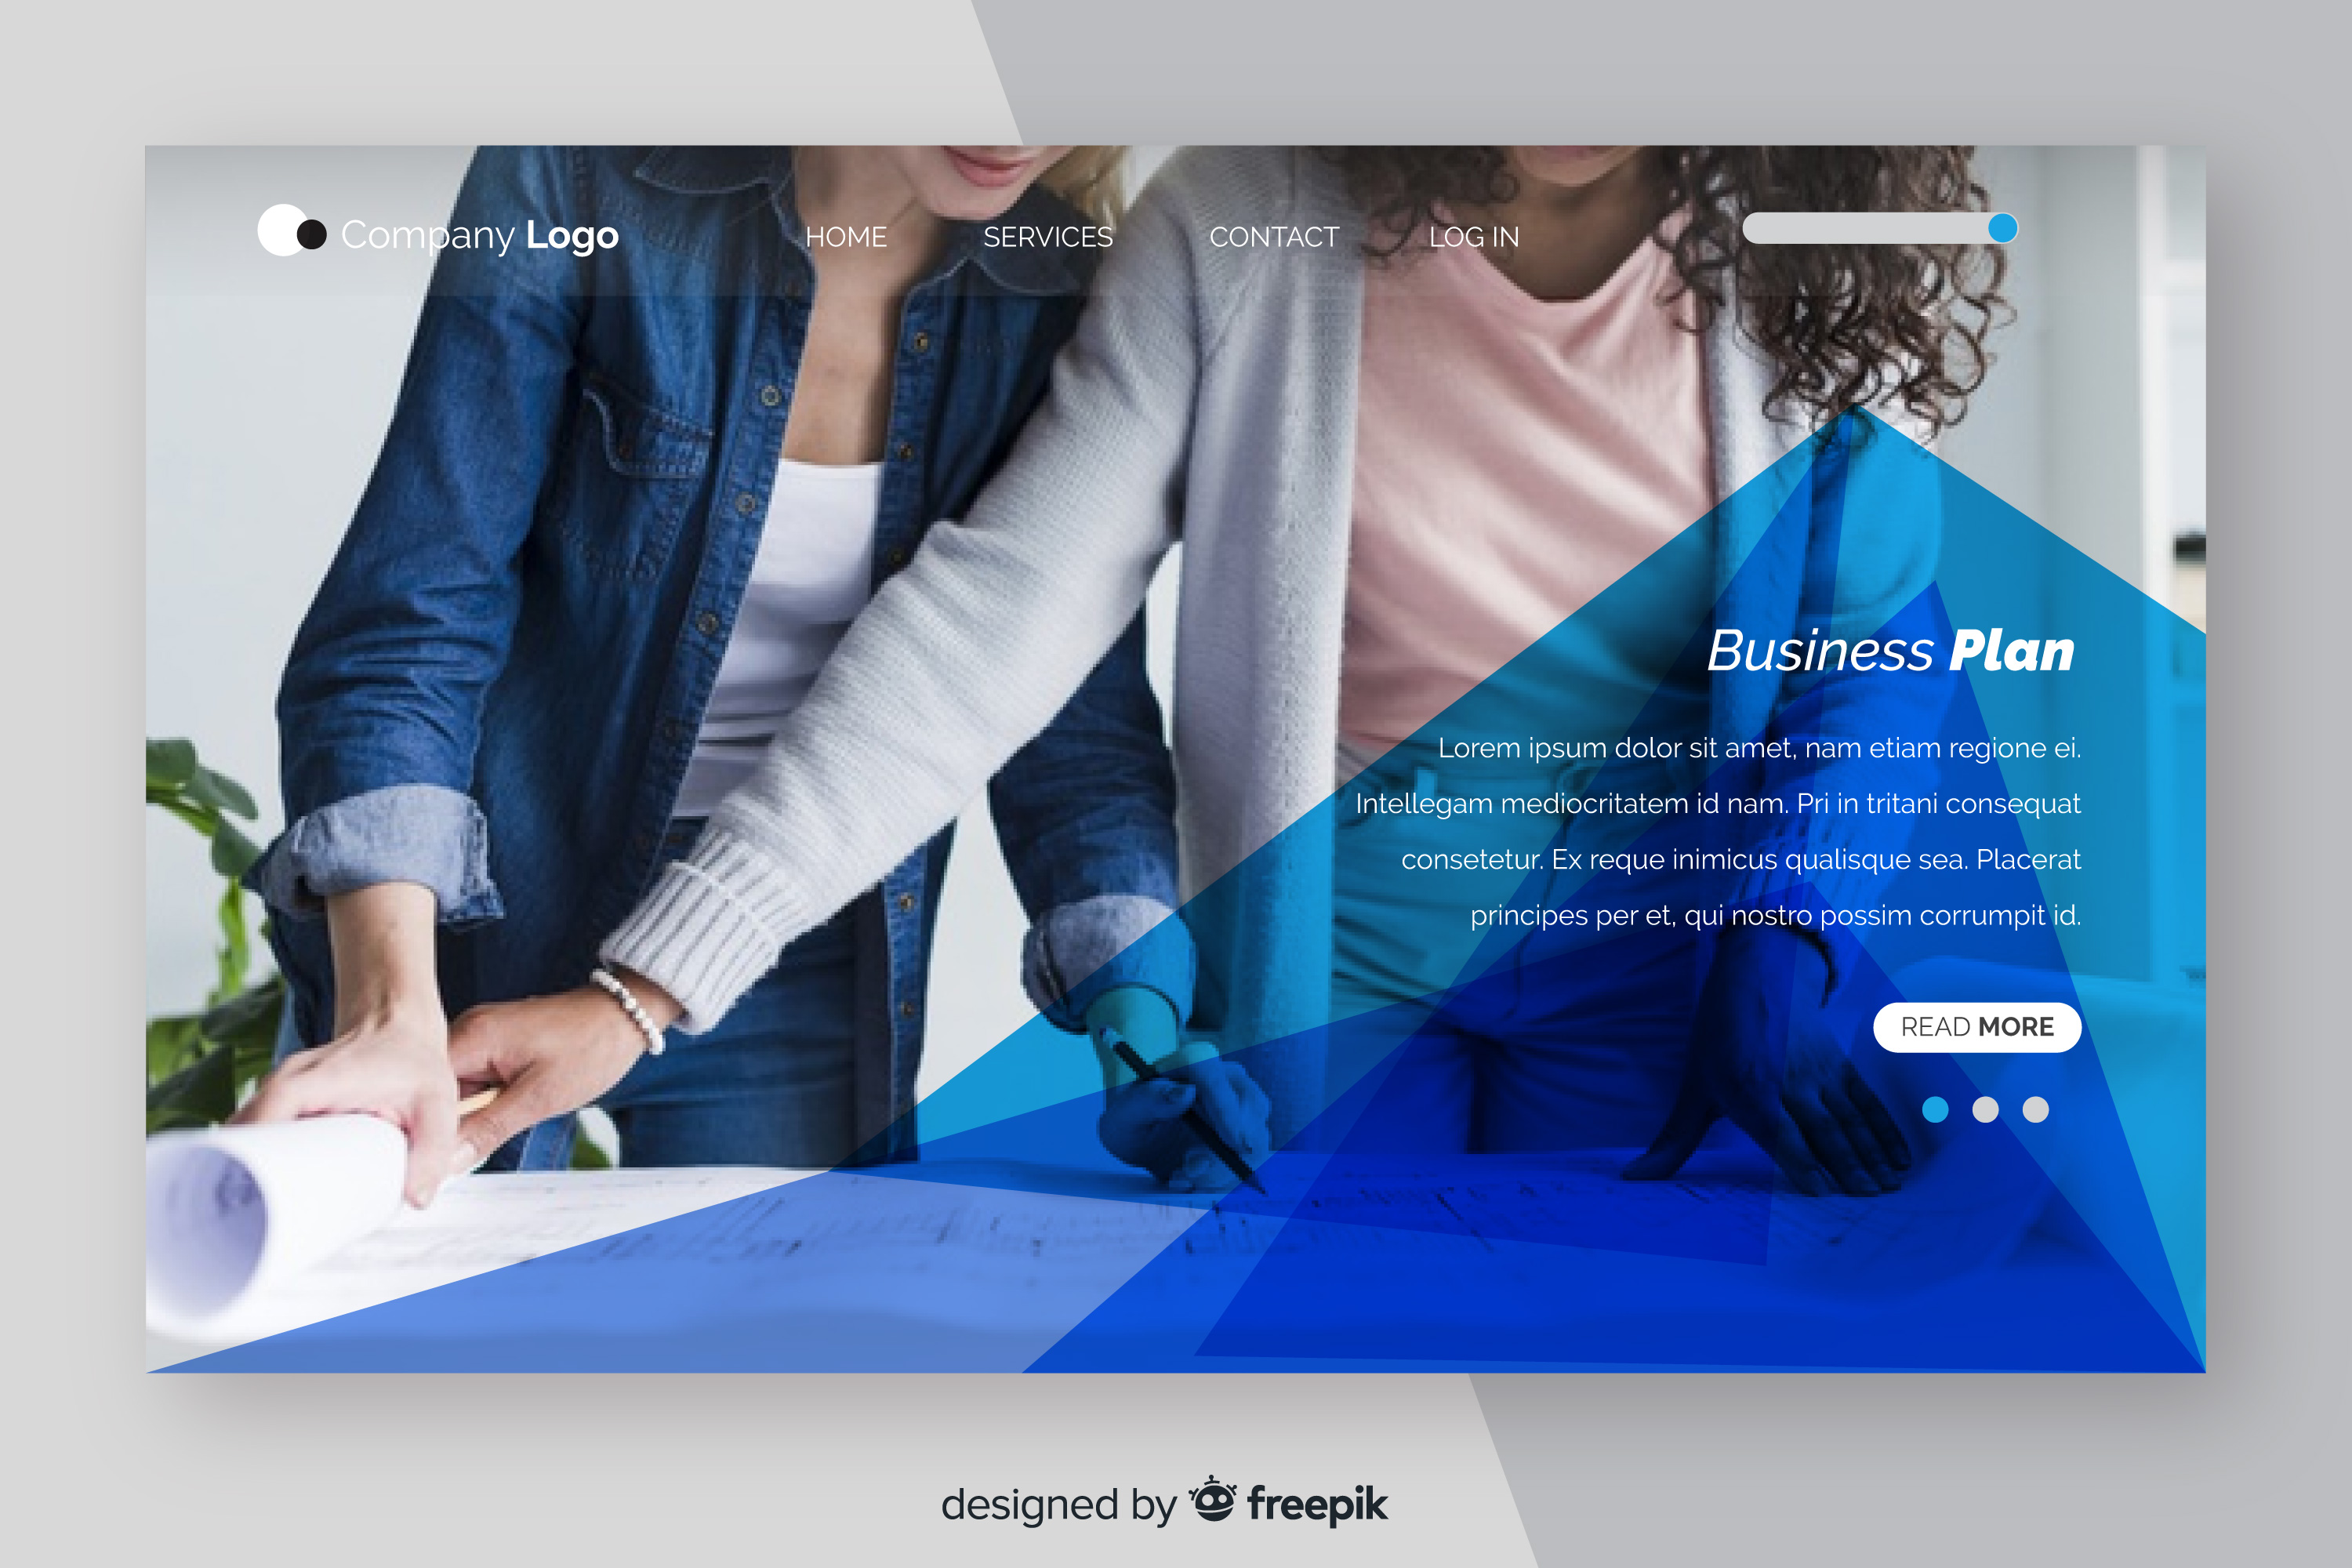 Company Logo
HOME SERVICES CONTACT LOG IN
Business Plan
Lorem ipsum dolor sit amet, nam etiam regione ei.
Intellegam mediocritatem id nam. Pri in tritani consequat
consetetur. Ex reque inimicus qualisque sea. Placerat
principes per et, qui nostro possim corrumpit id.
READ MORE
designed by freepik